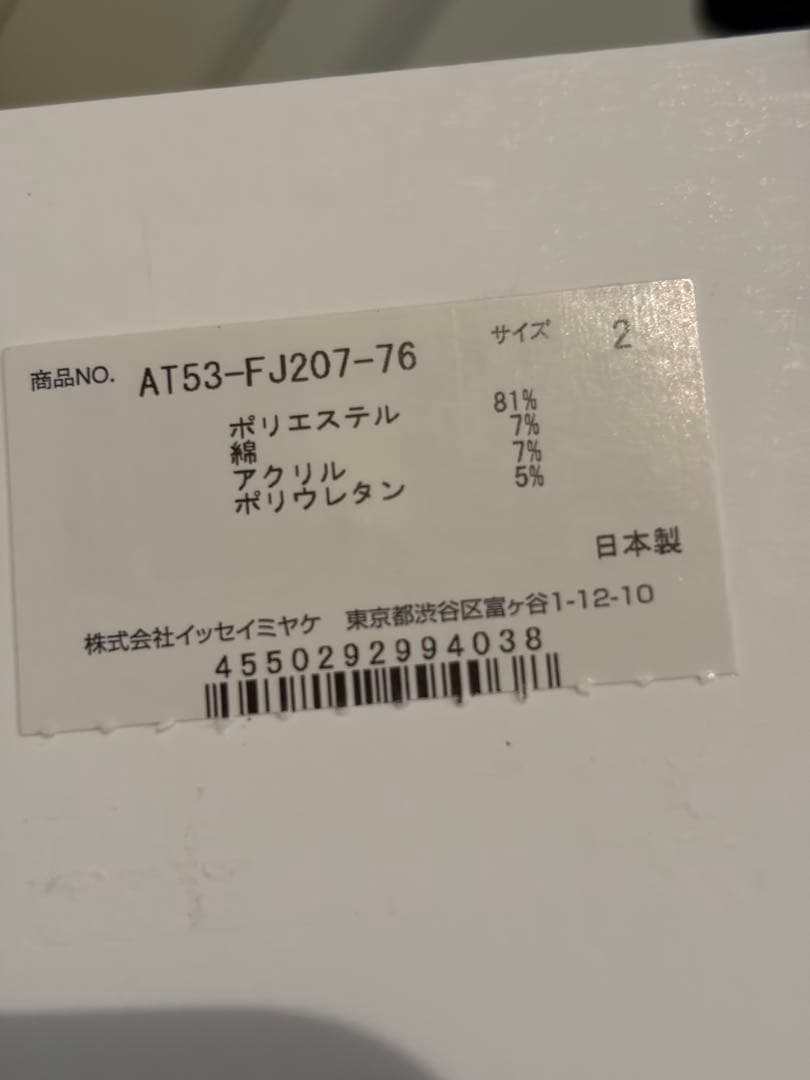 商品NO. AT53-FJ207-76 サイズ 2
ポリエステル 81%
綿 7%
アクリル 7%
ポリウレタン 5%
日本製
株式会社イッセイミヤケ 東京都渋谷区富ヶ谷1-12-10
4550292994038